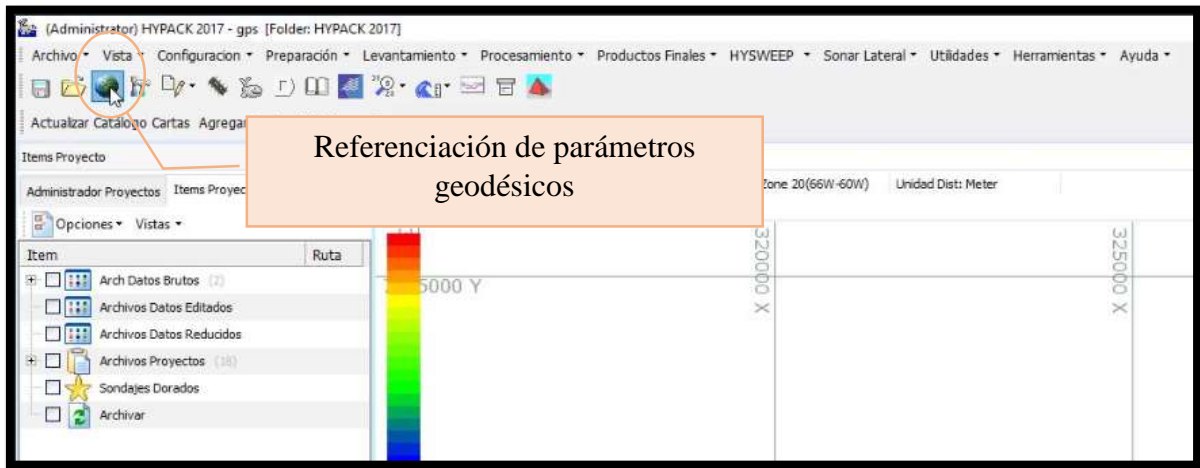 (Administrator) HYPACK 2017 - gps [Folder: HYPACK 2017]
Archivo Vista Configuracion Preparación Levantamiento Procesamiento Productos Finales HYSWEEP Sonar Lateral Utilidades Herramientas Ayuda
Actualizar Catálogo Cartas Agregar
Referenciación de parámetros
geodésicos
Items Proyecto
Administrador Proyectos Items Proyec
Zone 20(66W-60W) Unidad Dist: Meter
Opciones Vistas
Item Ruta
Arch Datos Brutos (2)
Archivos Datos Editados
Archivos Datos Reducidos
Archivos Proyectos (18)
Sondajes Dorados
Archivar
5000 Y
320000 X
325000 X